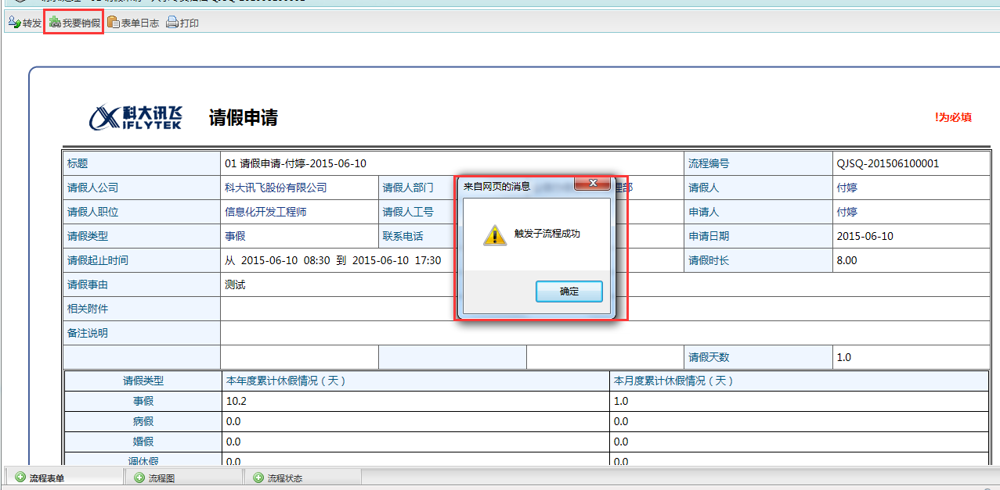 转发 我要销假 表单日志 打印
科大讯飞
IFLYTEK
请假申请
!为必填
标题 01 请假申请-付婷-2015-06-10 流程编号 QJSQ-201506100001
请假人公司 科大讯飞股份有限公司 请假人部门 理部 请假人 付婷
请假人职位 信息化开发工程师 请假人工号 申请人 付婷
请假类型 事假 联系电话 申请日期 2015-06-10
请假起止时间 从 2015-06-10 08:30 到 2015-06-10 17:30 请假时长 8.00
请假事由 测试
相关附件
备注说明
请假天数 1.0
来自网页的消息
触发子流程成功
确定
请假类型 本年度累计休假情况（天） 本月度累计休假情况（天）
事假 10.2 1.0
病假 0.0 0.0
婚假 0.0 0.0
调休假 0.0 0.0
流程表单 流程图 流程状态